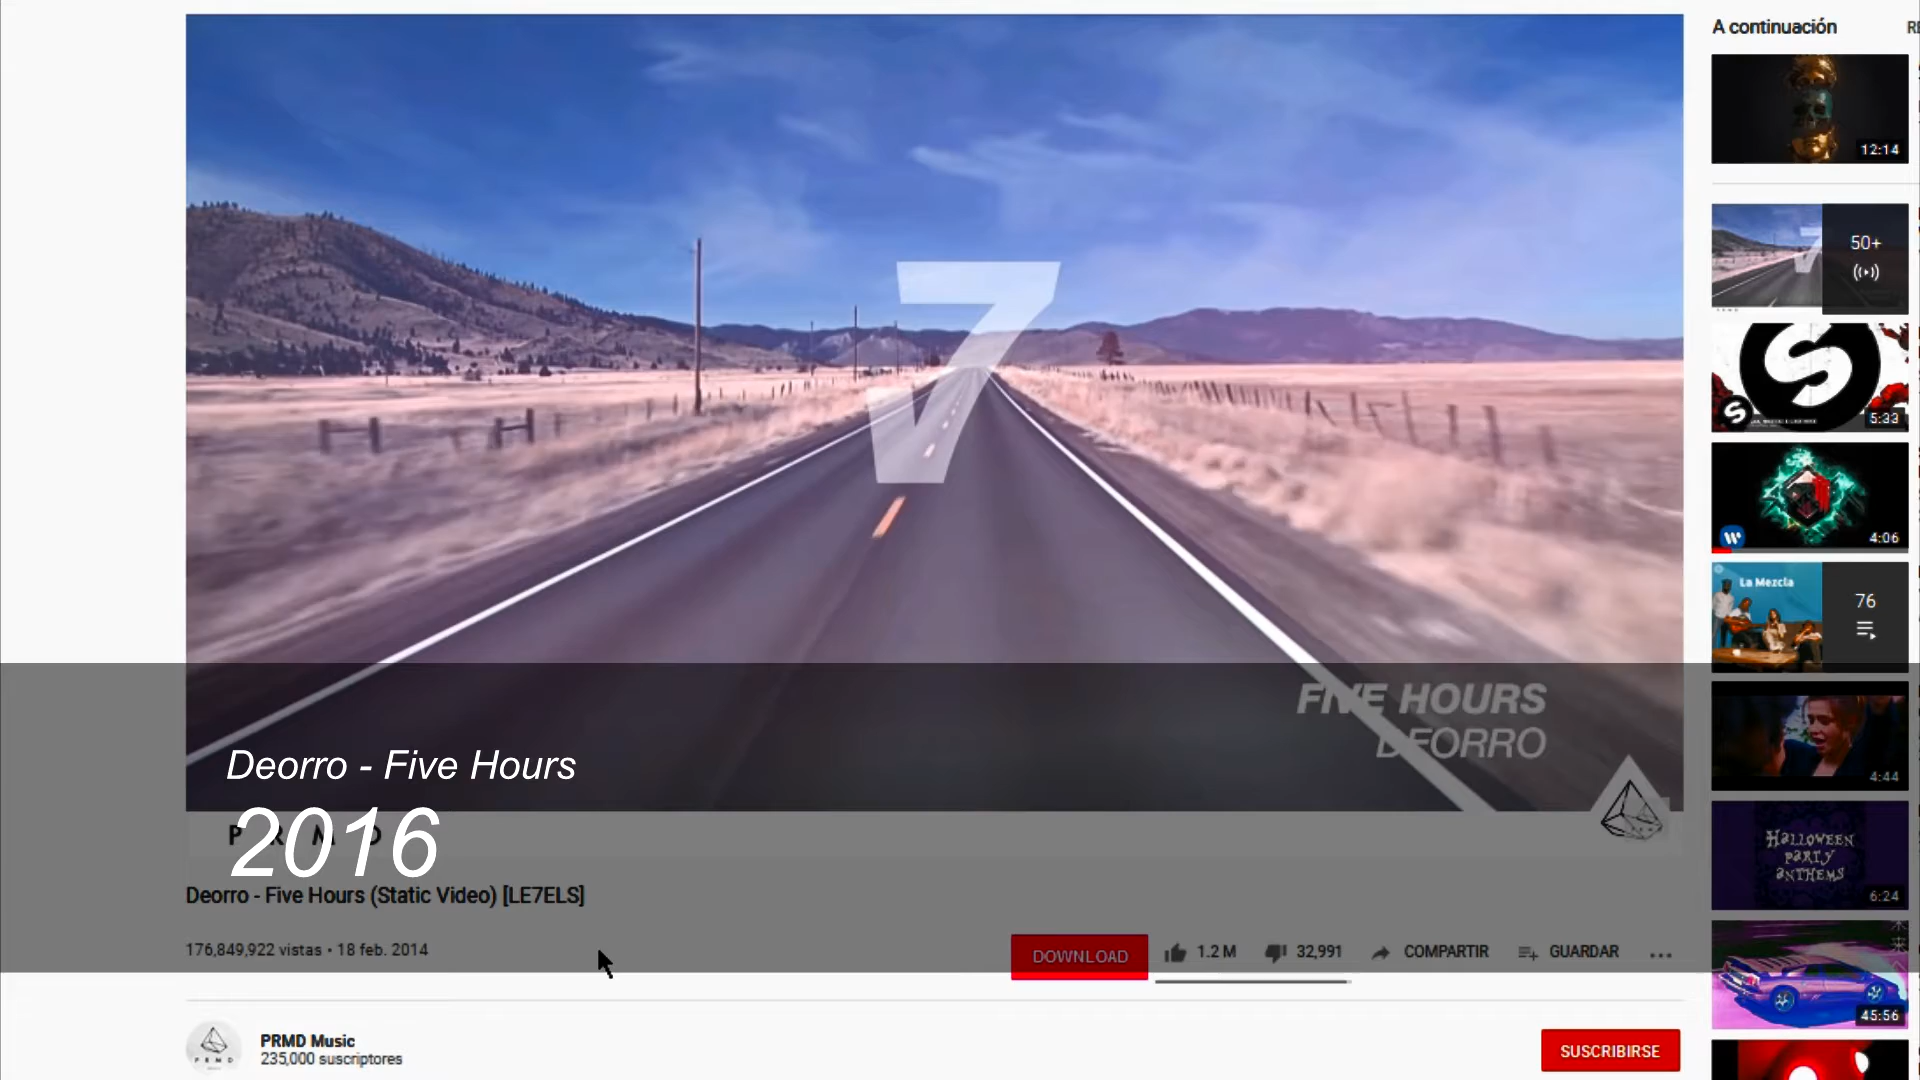 7
FIVE HOURS
DEORRO
Deorro - Five Hours
2016
P R M D
Deorro - Five Hours (Static Video) [LE7ELS]
176,849,922 vistas • 18 feb. 2014
DOWNLOAD
1.2 M
32,991
COMPARTIR
GUARDAR
PRMD Music
235,000 suscriptores
SUSCRIBIRSE
PRMD
A continuación
12:14
50+
5:33
4:06
La Mezcla
76
4:44
Halloween
party
anthems
6:24
45:56